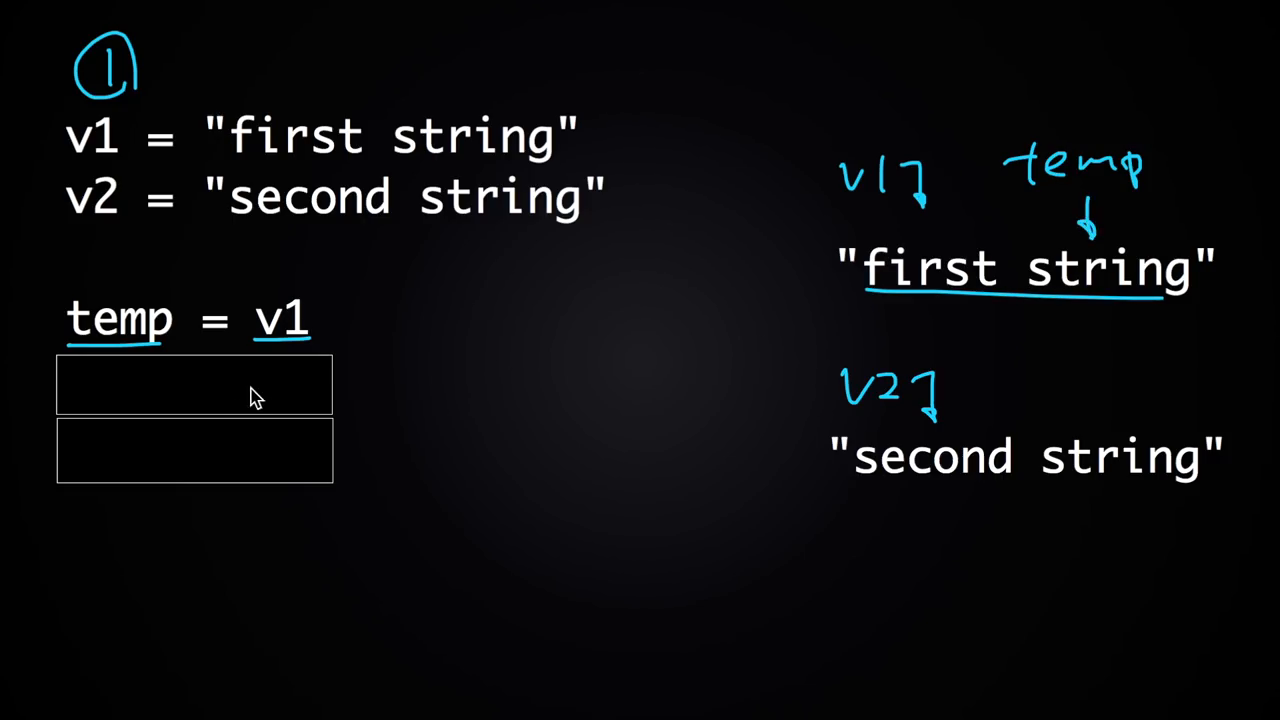 1
v1 = "first string"
v2 = "second string"
temp = v1
v1 temp
"first string"
v2
"second string"